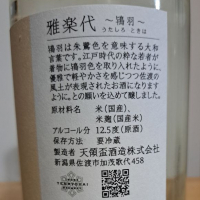 雅楽代
～鴇羽～
うたしろ ときは
鴇羽は朱鷺色を意味する大和
言葉です。江戸時代の粋な若者が
着物に鴇羽色を取り入れたように、
優雅で軽やかさを感じつつ佐渡の
風土が表現されたお酒になります
ようにと、との願いを込めました。
原材料名 米(国産)、
米麹(国産米)
アルコール分 12.5度(原酒)
保存方法 要冷蔵
製造者 天領盃酒造株式会社
新潟県佐渡市加茂歌代458
TENRYOHAI